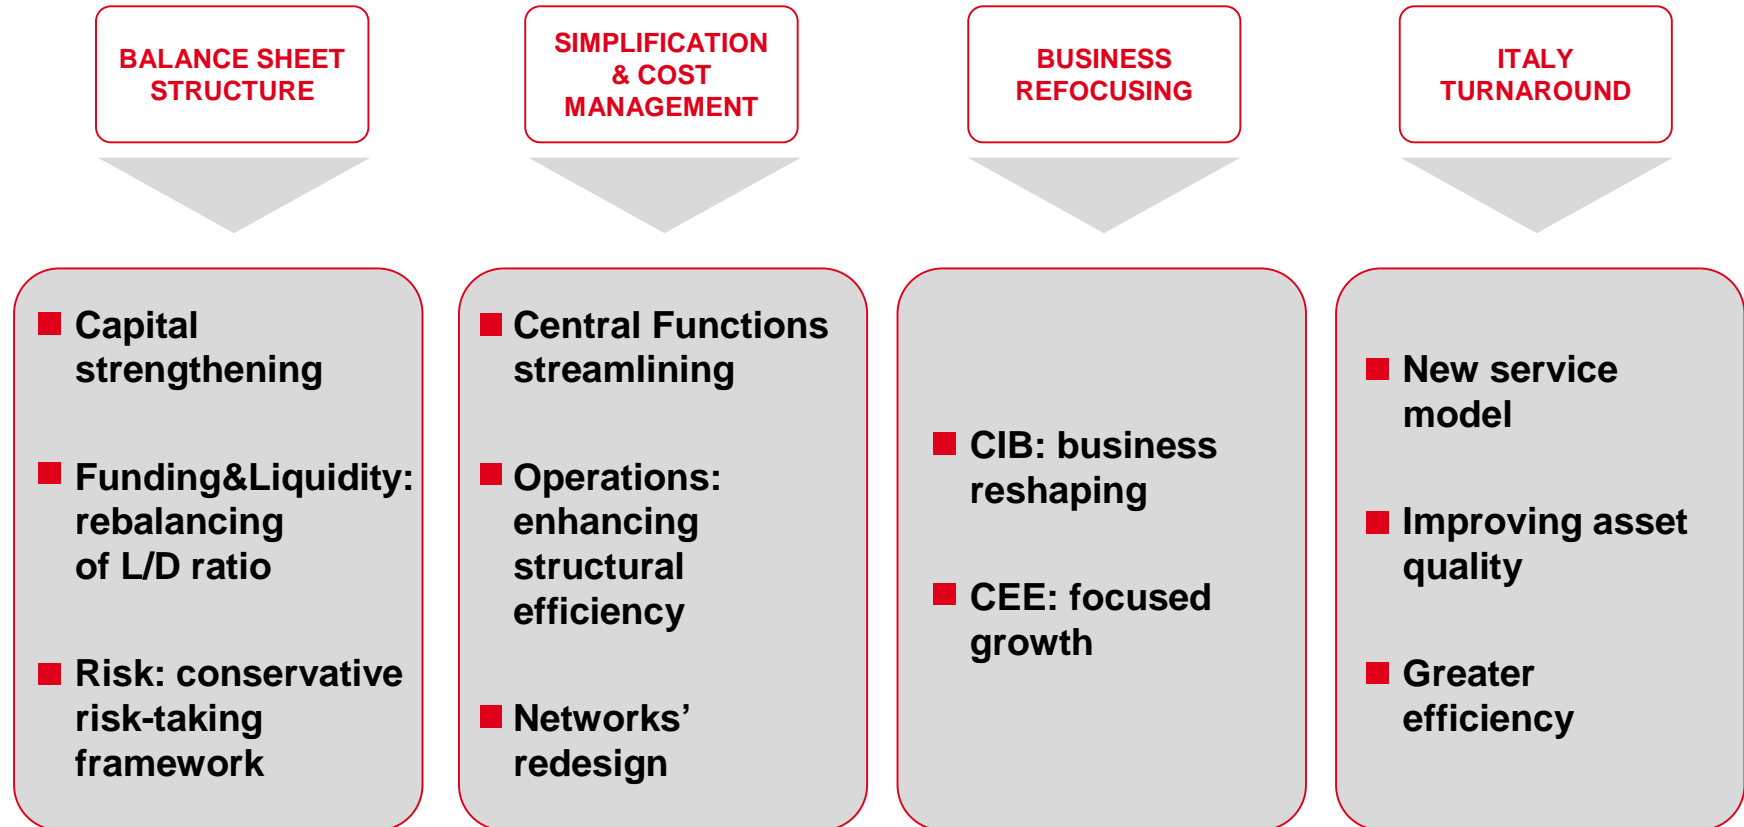 BALANCE SHEET
STRUCTURE
SIMPLIFICATION
& COST
MANAGEMENT
BUSINESS
REFOCUSING
ITALY
TURNAROUND
Capital
strengthening
Funding&Liquidity:
rebalancing
of L/D ratio
Risk: conservative
risk-taking
framework
Central Functions
streamlining
Operations:
enhancing
structural
efficiency
Networks’
redesign
CIB: business
reshaping
CEE: focused
growth
New service
model
Improving asset
quality
Greater
efficiency